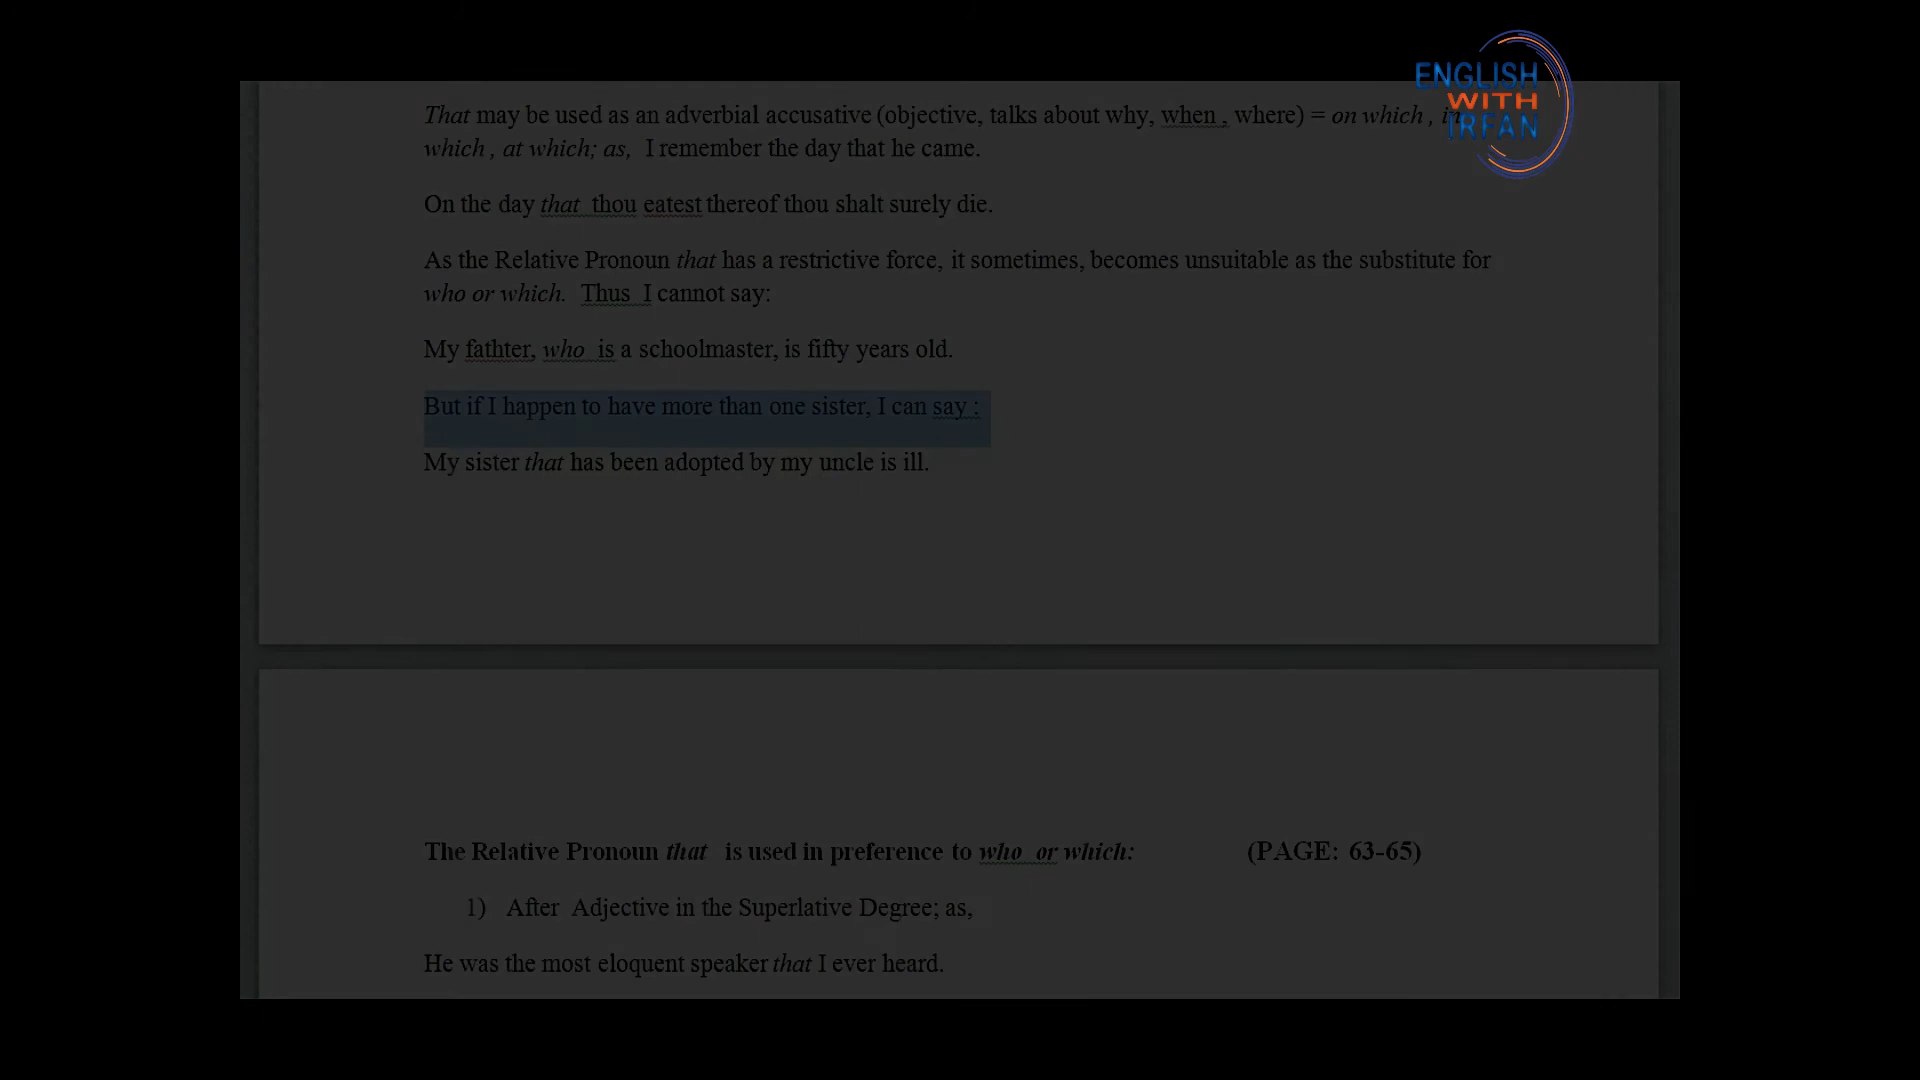 ENGLISH
WITH
IRFAN
That may be used as an adverbial accusative (objective, talks about why, when , where) = on which , in
which , at which; as, I remember the day that he came.
On the day that thou eatest thereof thou shalt surely die.
As the Relative Pronoun that has a restrictive force, it sometimes, becomes unsuitable as the substitute for
who or which. Thus I cannot say:
My fathter, who is a schoolmaster, is fifty years old.
But if I happen to have more than one sister, I can say :
My sister that has been adopted by my uncle is ill.
The Relative Pronoun that is used in preference to who or which: (PAGE: 63-65)
1) After Adjective in the Superlative Degree; as,
He was the most eloquent speaker that I ever heard.